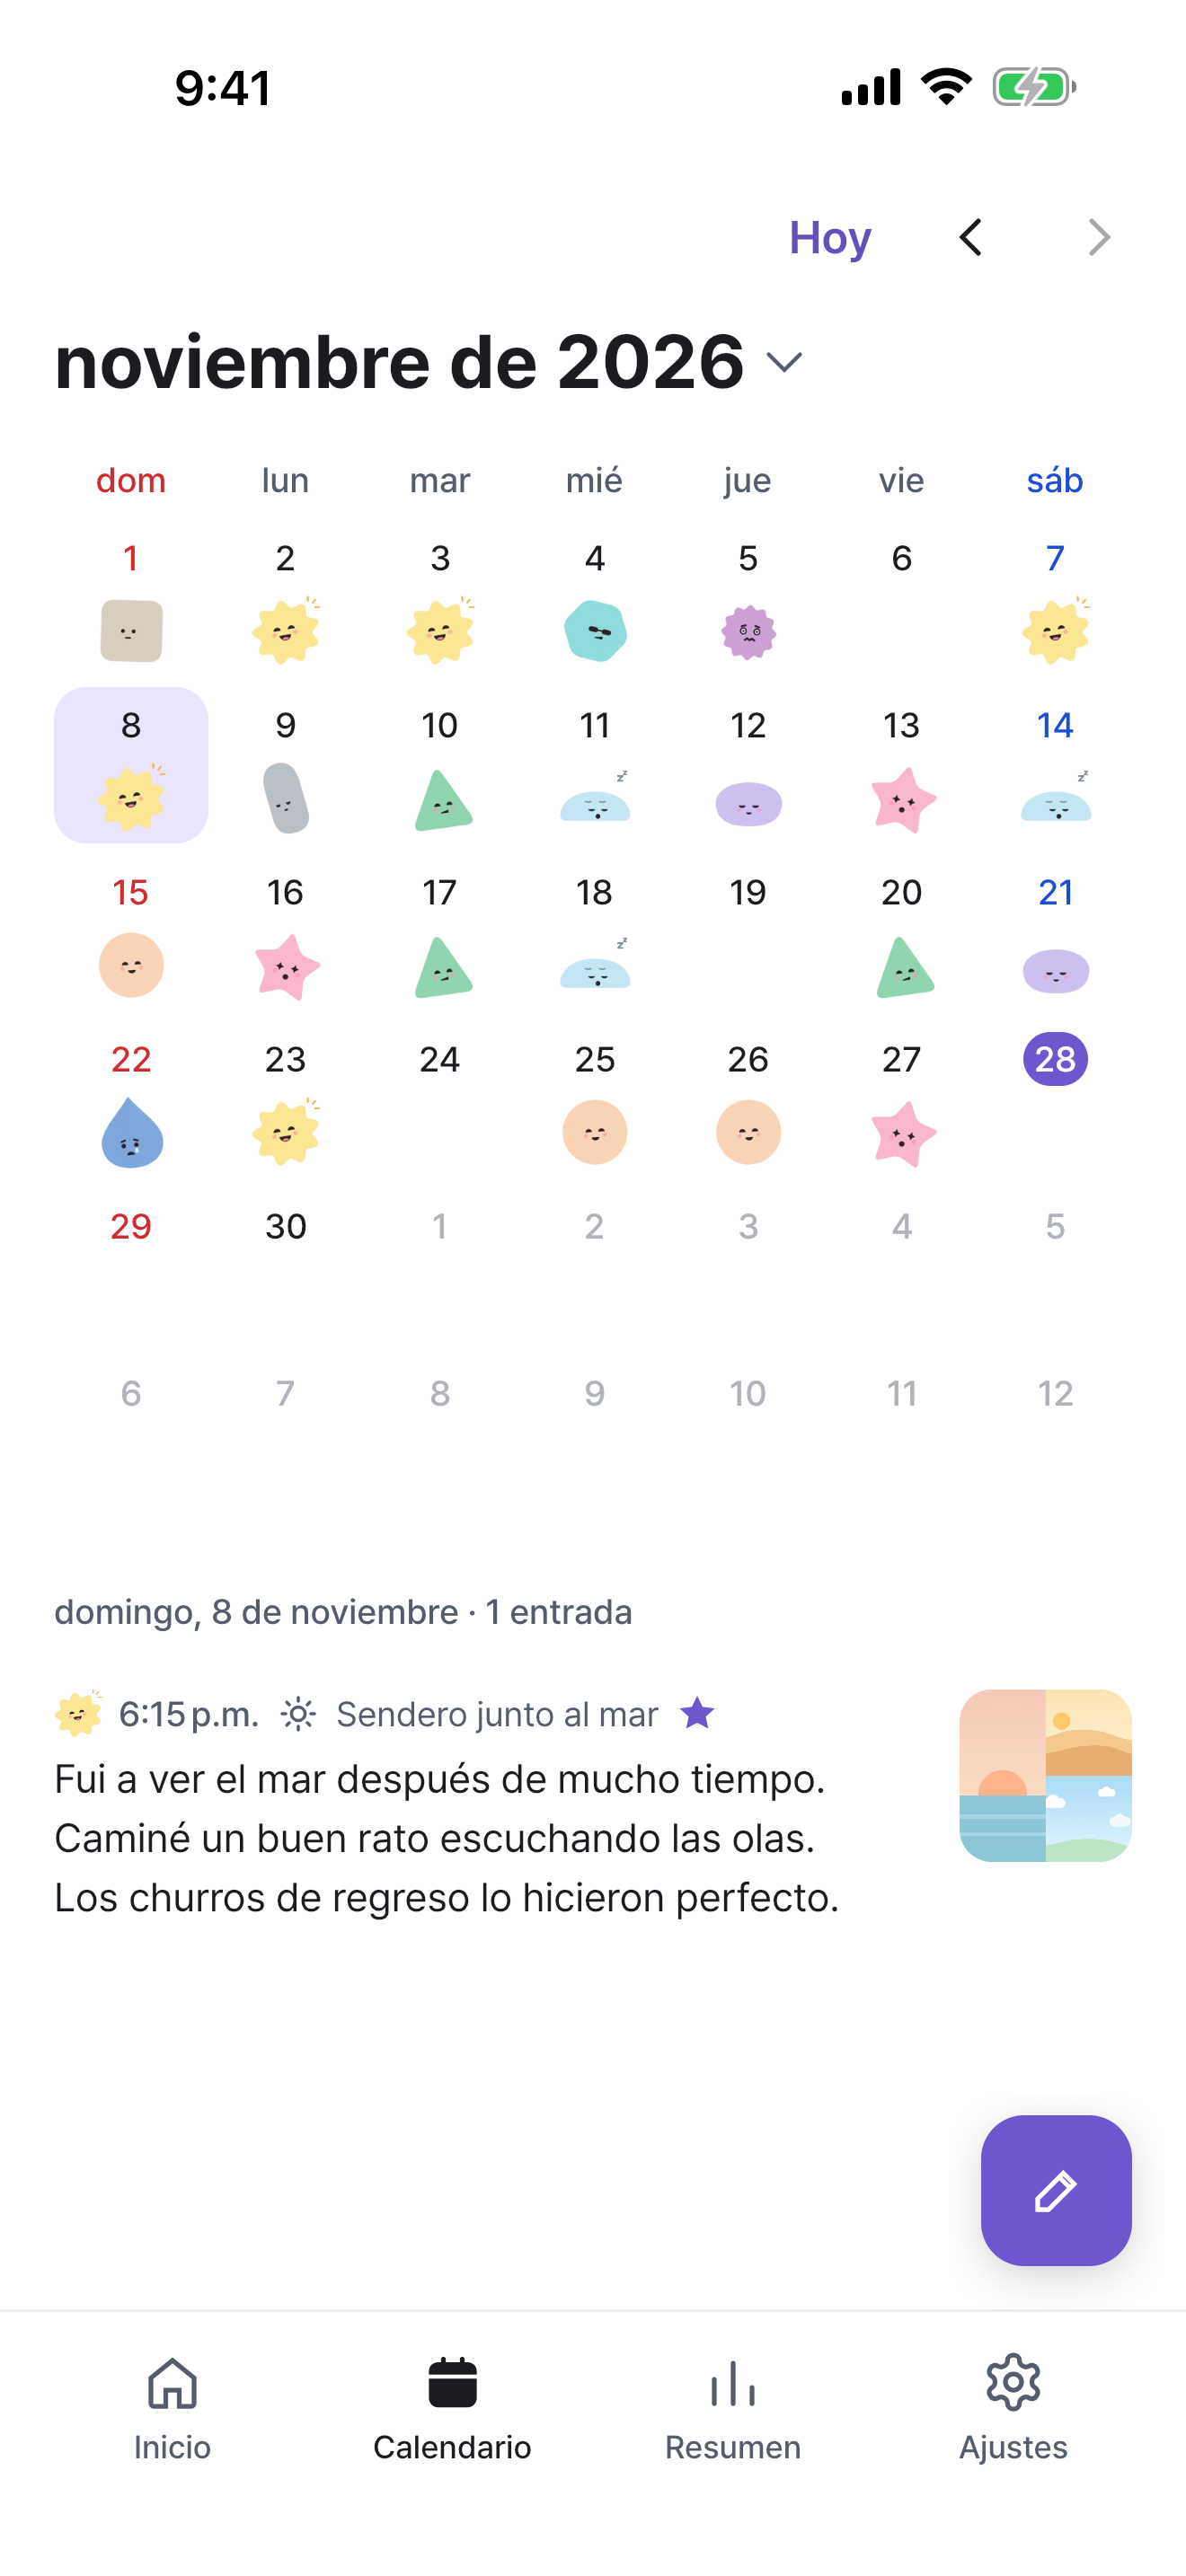 9:41
Hoy
noviembre de 2026
dom lun mar mié jue vie sáb
1 2 3 4 5 6 7
8 9 10 11 12 13 14
15 16 17 18 19 20 21
22 23 24 25 26 27 28
29 30 1 2 3 4 5
6 7 8 9 10 11 12
domingo, 8 de noviembre · 1 entrada
6:15 p.m. Sendero junto al mar
Fui a ver el mar después de mucho tiempo.
Caminé un buen rato escuchando las olas.
Los churros de regreso lo hicieron perfecto.
Inicio Calendario Resumen Ajustes